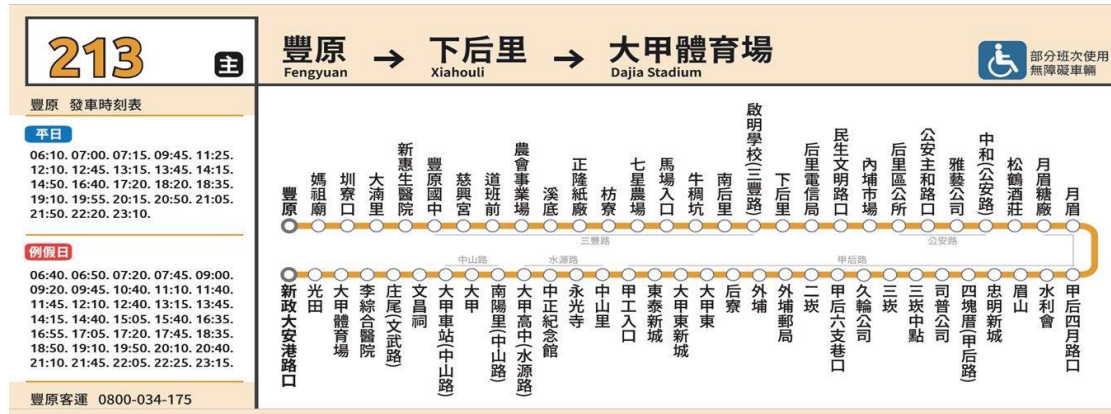 213 主
豐原 → 下后里 → 大甲體育場
Fengyuan Xiahouli Dajia Stadium
部分班次使用
無障礙車輛
豐原 發車時刻表
平日
06:10. 07:00. 07:15. 09:45. 11:25.
12:10. 12:45. 13:15. 13:45. 14:15.
14:50. 16:40. 17:20. 18:20. 18:35.
19:10. 19:55. 20:15. 20:50. 21:05.
21:50. 22:20. 23:10.
例假日
06:40. 06:50. 07:20. 07:45. 09:00.
09:20. 09:45. 10:40. 11:10. 11:40.
11:45. 12:10. 12:40. 13:15. 13:45.
14:15. 14:40. 15:05. 15:40. 16:35.
16:55. 17:05. 17:20. 17:45. 18:35.
18:50. 19:10. 19:50. 20:10. 20:40.
21:10. 21:45. 22:05. 22:25. 23:15.
豐原客運 0800-034-175
豐原
媽祖廟
圳寮口
大湳里
新惠生醫院
豐原國中
慈興宮
道班前
農會事業場
溪底
正隆紙廠
枋寮
七星農場
馬場入口
牛稠坑
南后里
啟明學校(三豐路)
下后里
后里電信局
民生文明路口
內埔市場
后里區公所
公安主和路口
雅藝公司
中和(公安路)
松鶴酒莊
月眉糖廠
月眉
三豐路
公安路
中山路
水源路
甲后路
新政大安港路口
光田
大甲體育場
李綜合醫院
庄尾(文武路)
文昌祠
大甲車站(中山路)
大甲
南陽里(中山路)
大甲高中(水源路)
中正紀念館
永光寺
中山里
甲工入口
東泰新城
大甲東新城
大甲東
后寮
外埔
外埔郵局
二崁
甲后六支巷口
久輪公司
三崁
三崁中點
司普公司
四塊厝(甲后路)
忠明新城
眉山
水利會
甲后四月路口